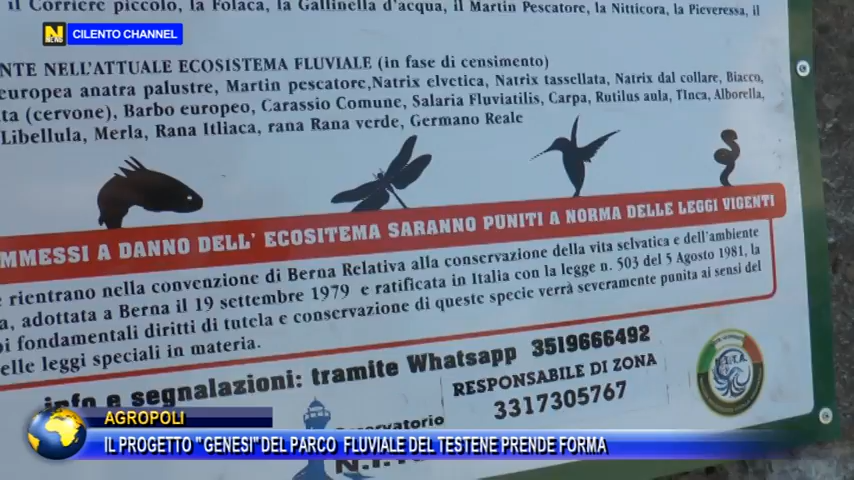 il Corriere piccolo, la Folaca, la Gallinella d'acqua, il Martin Pescatore, la Nitticora, la Pieveressa, il
CILENTO CHANNEL
NTE NELL'ATTUALE ECOSISTEMA FLUVIALE (in fase di censimento)
europea anatra palustre, Martin pescatore,Natrix elvetica, Natrix tassellata, Natrix dal collare, Biacco,
ta (cervone), Barbo europeo, Carassio Comune, Salaria Fluviatilis, Carpa, Rutilus aula, TInca, Alborella,
Libellula, Merla, Rana Itliaca, rana Rana verde, Germano Reale
MMESSI A DANNO DELL' ECOSITEMA SARANNO PUNITI A NORMA DELLE LEGGI VIGENTI
e rientrano nella convenzione di Berna Relativa alla conservazione della vita selvatica e dell'ambiente
a, adottata a Berna il 19 settembre 1979 e ratificata in Italia con la legge n. 503 del 5 Agosto 1981, la
pi fondamentali diritti di tutela e conservazione di queste specie verrà severamente punita ai sensi del
elle leggi speciali in materia.
info e segnalazioni: tramite Whatsapp 3519666492
RESPONSABILE DI ZONA
3317305767
AGROPOLI
IL PROGETTO "GENESI" DEL PARCO FLUVIALE DEL TESTENE PRENDE FORMA